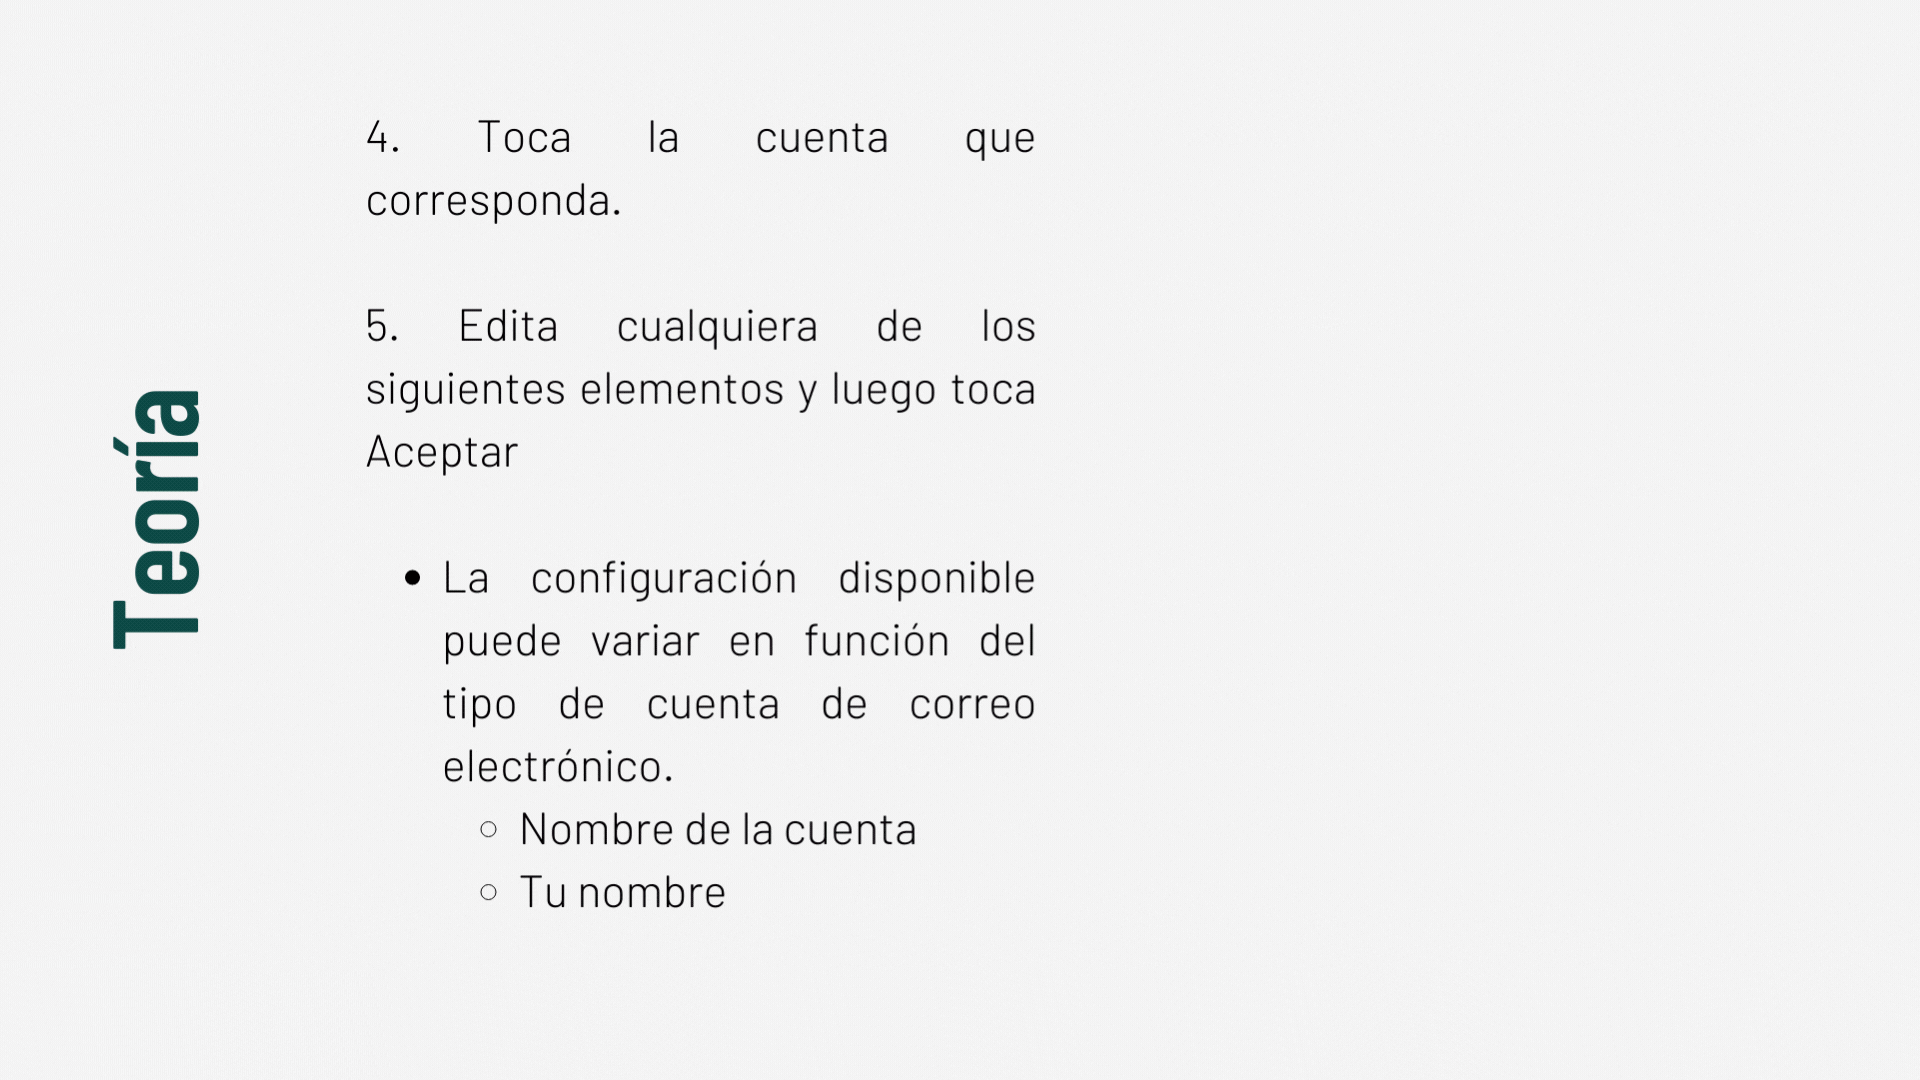 Teoría
4. Toca la cuenta que
corresponda.
5. Edita cualquiera de los
siguientes elementos y luego toca
Aceptar
• La configuración disponible
puede variar en función del
tipo de cuenta de correo
electrónico.
○ Nombre de la cuenta
○ Tu nombre